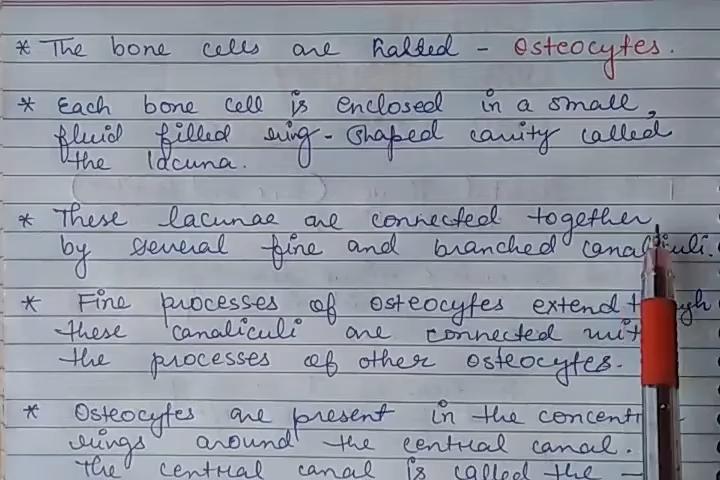 * The bone cells are halded - Osteocytes.
* Each bone cell is enclosed in a small,
fluid filled ring-shaped cavity called
the lacuna.
* These lacunae are connected together
by several fine and branched canaliculi.
* Fine processes of osteocytes extend
these canaliculi are connected
the processes of other osteocytes.
* Osteocytes are present in the
rings around the central canal.
The central canal is called the -